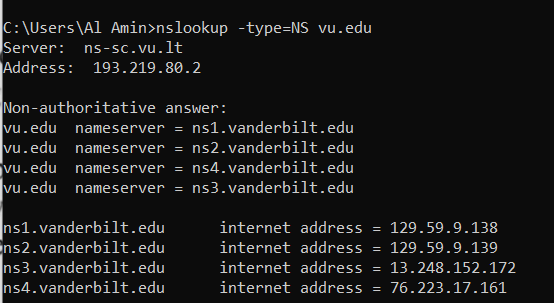 C:\Users\Al Amin>nslookup -type=NS vu.edu
Server:  ns-sc.vu.lt
Address:  193.219.80.2
Non-authoritative answer:
vu.edu  nameserver = ns1.vanderbilt.edu
vu.edu  nameserver = ns2.vanderbilt.edu
vu.edu  nameserver = ns4.vanderbilt.edu
vu.edu  nameserver = ns3.vanderbilt.edu
ns1.vanderbilt.edu      internet address = 129.59.9.138
ns2.vanderbilt.edu      internet address = 129.59.9.139
ns3.vanderbilt.edu      internet address = 13.248.152.172
ns4.vanderbilt.edu      internet address = 76.223.17.161